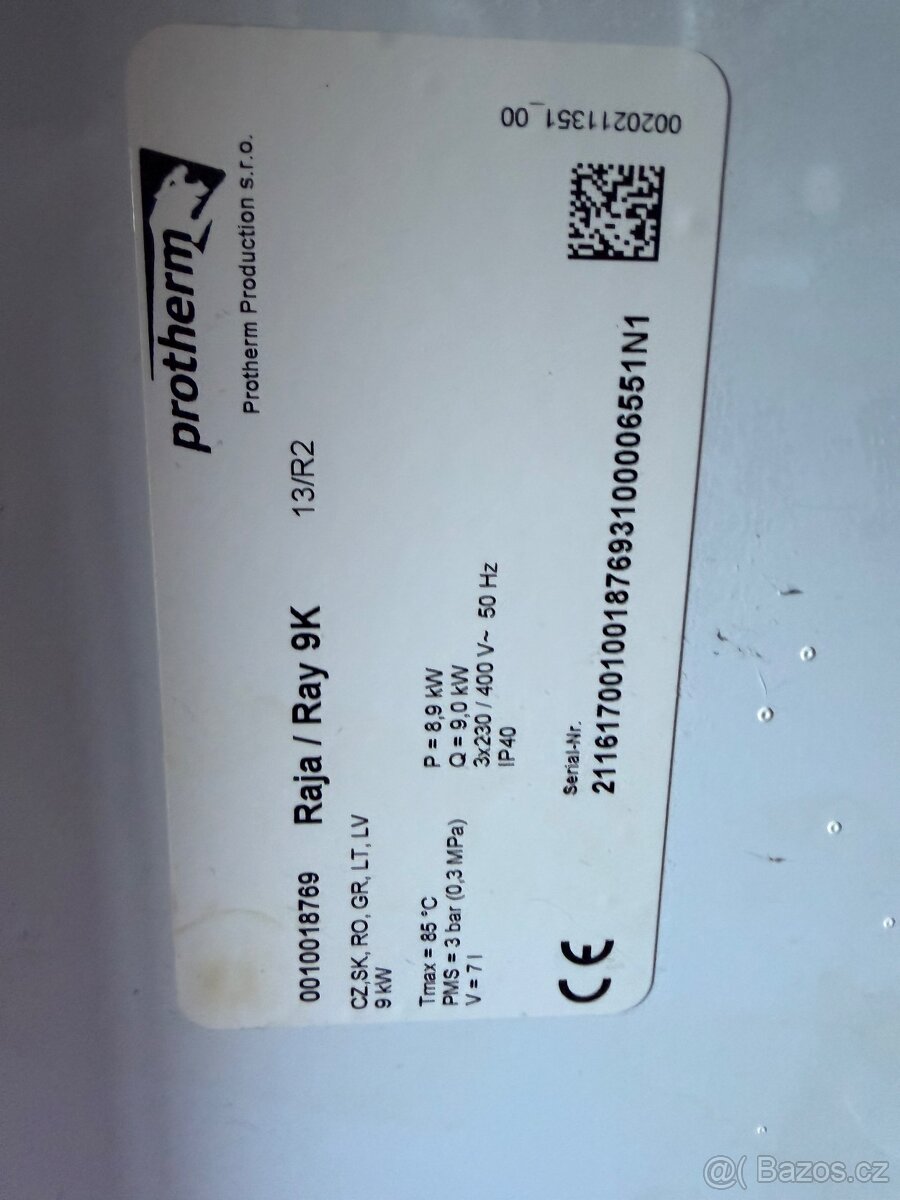 protherm
Protherm Production s.r.o.
0010018769 Raja / Ray 9K 13/R2
CZ,SK, RO, GR, LT, LV
9 kW
Tmax = 85 °C P = 8,9 kW
PMS = 3 bar (0,3 MPa) Q = 9,0 kW
V = 7 l 3x230 / 400 V~ 50 Hz
IP40
Serial-Nr.
CE 2116170010018769310006551N1
0020211351_00
@( Bazos.cz